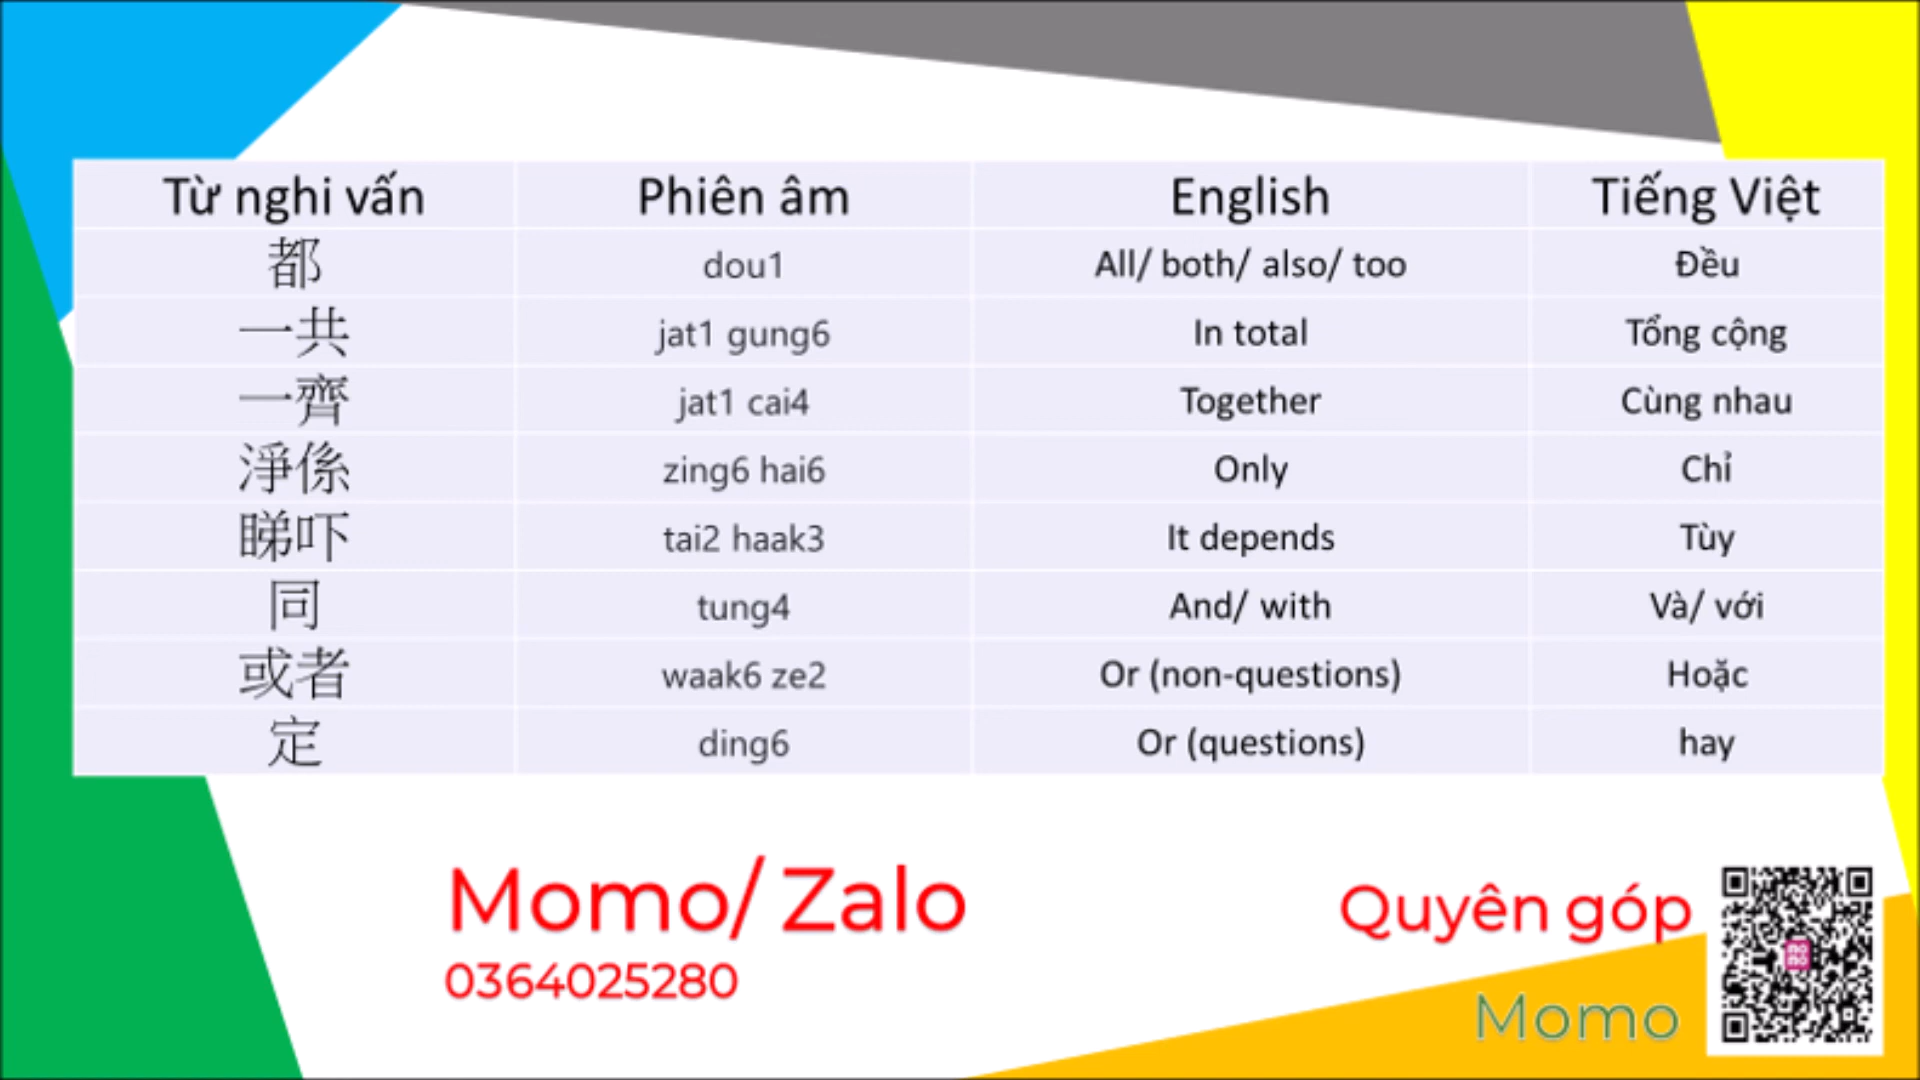 Từ nghi vấn Phiên âm English Tiếng Việt
都 dou1 All/ both/ also/ too Đều
一共 jat1 gung6 In total Tổng cộng
一齊 jat1 cai4 Together Cùng nhau
淨係 zing6 hai6 Only Chỉ
睇吓 tai2 haak3 It depends Tùy
同 tung4 And/ with Và/ với
或者 waak6 ze2 Or (non-questions) Hoặc
定 ding6 Or (questions) hay
Momo/ Zalo
0364025280
Quyên góp
Momo
mo
mo